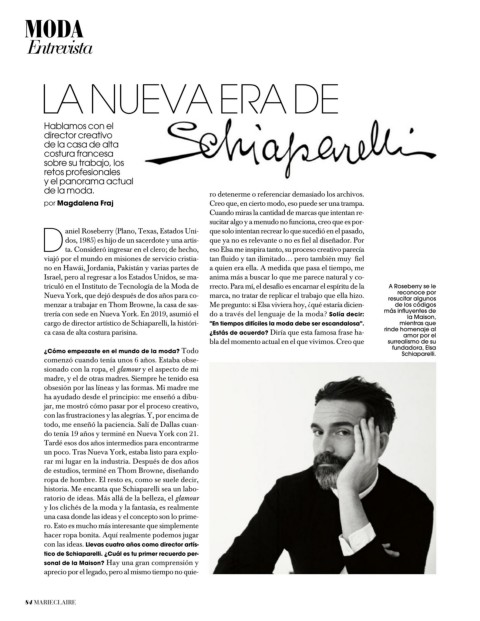 MODA
Entrevista
LA NUEVA ERA DE
Schiaparelli
Hablamos con el
director creativo
de la casa de alta
costura francesa
sobre su trabajo, los
retos profesionales
y el panorama actual
de la moda.
por Magdalena Fraj
Daniel Roseberry (Plano, Texas, Estados Uni-
dos, 1985) es hijo de un sacerdote y una artis-
ta. Consideró ingresar en el clero; de hecho,
viajó por el mundo en misiones de servicio cristia-
no en Hawái, Jordania, Pakistán y varias partes de
Israel, pero al regresar a los Estados Unidos, se ma-
triculó en el Instituto de Tecnología de la Moda de
Nueva York, que dejó después de dos años para co-
menzar a trabajar en Thom Browne, la casa de sas-
trería con sede en Nueva York. En 2019, asumió el
cargo de director artístico de Schiaparelli, la históri-
ca casa de alta costura parisina.
¿Cómo empezaste en el mundo de la moda? Todo
comenzó cuando tenía unos 6 años. Estaba obse-
sionado con la ropa, el glamour y el aspecto de mi
madre, y el de otras madres. Siempre he tenido esa
obsesión por las líneas y las formas. Mi madre me
ha ayudado desde el principio: me enseñó a dibu-
jar, me mostró cómo pasar por el proceso creativo,
con las frustraciones y las alegrías. Y, por encima de
todo, me enseñó la paciencia. Salí de Dallas cuan-
do tenía 19 años y terminé en Nueva York con 21.
Tardé esos dos años intermedios para encontrarme
un poco. Tras Nueva York, estaba listo para explo-
rar mi lugar en la industria. Después de dos años
de estudios, terminé en Thom Browne, diseñando
ropa de hombre. El resto es, como se suele decir,
historia. Me encanta que Schiaparelli sea un labo-
ratorio de ideas. Más allá de la belleza, el glamour
y los clichés de la moda y la fantasía, es realmente
una casa donde las ideas y el concepto son lo prime-
ro. Esto es mucho más interesante que simplemente
hacer ropa bonita. Aquí realmente podemos jugar
con las ideas. Llevas cuatro años como director artís-
tico de Schiaparelli. ¿Cuál es tu primer recuerdo per-
sonal de la Maison? Hay una gran comprensión y
aprecio por el legado, pero al mismo tiempo no quie-
ro detenerme o referenciar demasiado los archivos.
Creo que, en cierto modo, eso puede ser una trampa.
Cuando miras la cantidad de marcas que intentan re-
sucitar algo y a menudo no funciona, creo que es por-
que solo intentan recrear lo que sucedió en el pasado,
que ya no es relevante o no es fiel al diseñador. Por
eso Elsa me inspira tanto, su proceso creativo parecía
tan fluido y tan ilimitado… pero también muy fiel
a quien era ella. A medida que pasa el tiempo, me
anima más a buscar lo que me parece natural y co-
rrecto. Para mí, el desafío es encarnar el espíritu de la
marca, no tratar de replicar el trabajo que ella hizo.
Me pregunto: si Elsa viviera hoy, ¿qué estaría dicien-
do a través del lenguaje de la moda? Solía decir:
"En tiempos difíciles la moda debe ser escandalosa".
¿Estás de acuerdo? Diría que esta famosa frase ha-
bla del momento actual en el que vivimos. Creo que
A Roseberry se le
reconoce por
resucitar algunos
de los códigos
más influyentes de
la Maison,
mientras que
rinde homenaje al
amor por el
surrealismo de su
fundadora, Elsa
Schiaparelli.
84 MARIECLAIRE